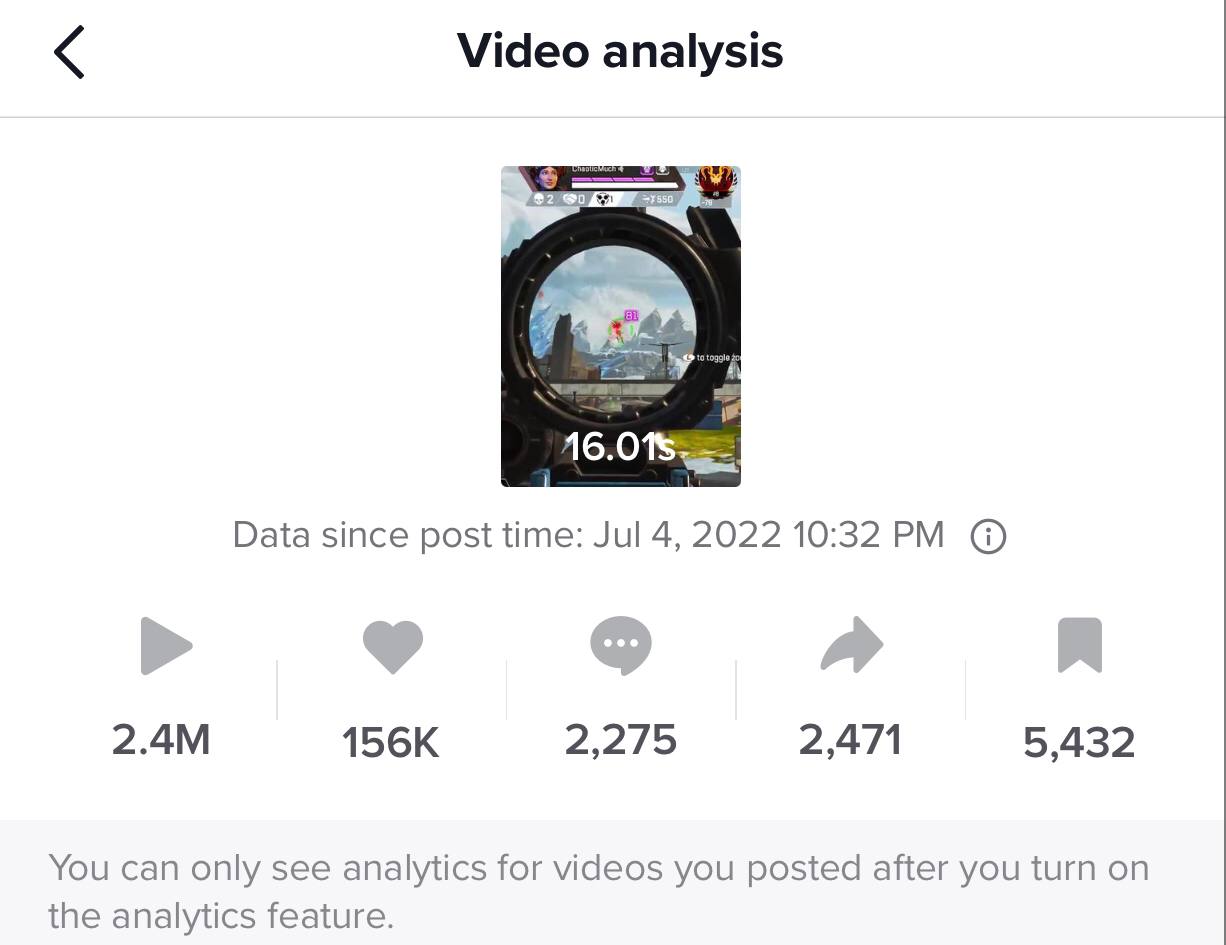 Video analysis
ChaoticMuch
2 0 1 550
#6
-78
81
to toggle zo
16.01s
Data since post time: Jul 4, 2022 10:32 PM
2.4M 156K 2,275 2,471 5,432
You can only see analytics for videos you posted after you turn on
the analytics feature.